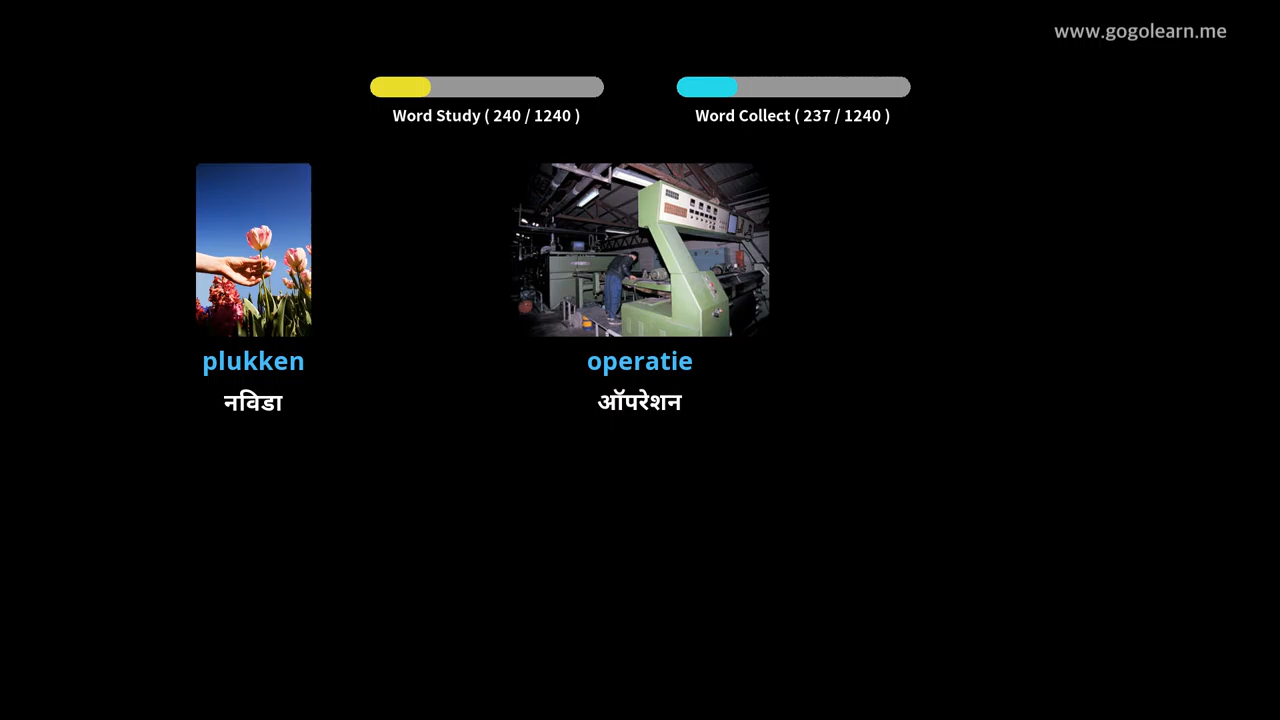 www.gogolearn.me
Word Study ( 240 / 1240 )
Word Collect ( 237 / 1240 )
plukken
operatie
नविडा
ऑपरेशन